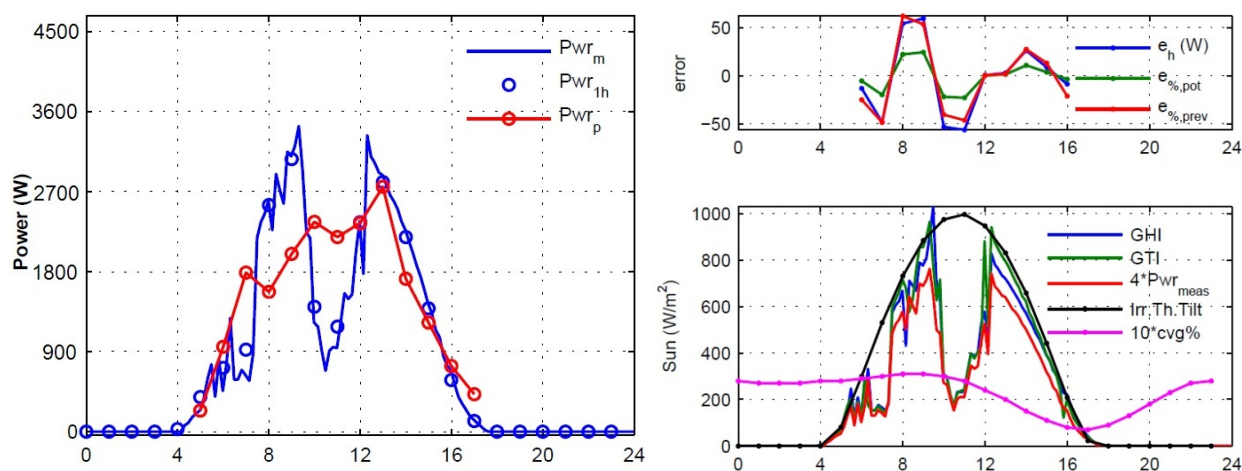 4500
3600
2700
1800
900
0
Power (W)
0 4 8 12 16 20 24
Pwr_m
Pwr_1h
Pwr_p
50
0
−50
error
0 4 8 12 16 20 24
e_h (W)
e_%,pot
e_%,prev
1000
800
600
400
200
0
Sun (W/m²)
0 4 8 12 16 20 24
GHI
GTI
4*Pwr_meas
Irr.Th.Tilt
10*cvg%